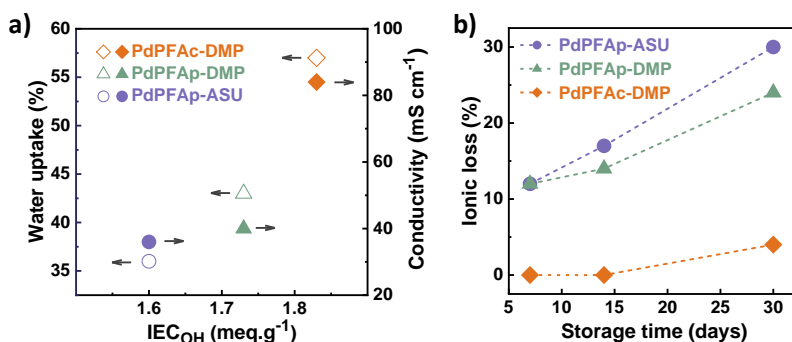 a)
60
55
50
45
40
35
Water uptake (%)
PdPFAc-DMP
PdPFAp-DMP
PdPFAp-ASU
100
80
60
40
20
Conductivity (mS cm⁻¹)
1.6 1.7 1.8
IEC_OH (meq.g⁻¹)
b)
30
20
10
0
Ionic loss (%)
PdPFAp-ASU
PdPFAp-DMP
PdPFAc-DMP
5 10 15 20 25 30
Storage time (days)